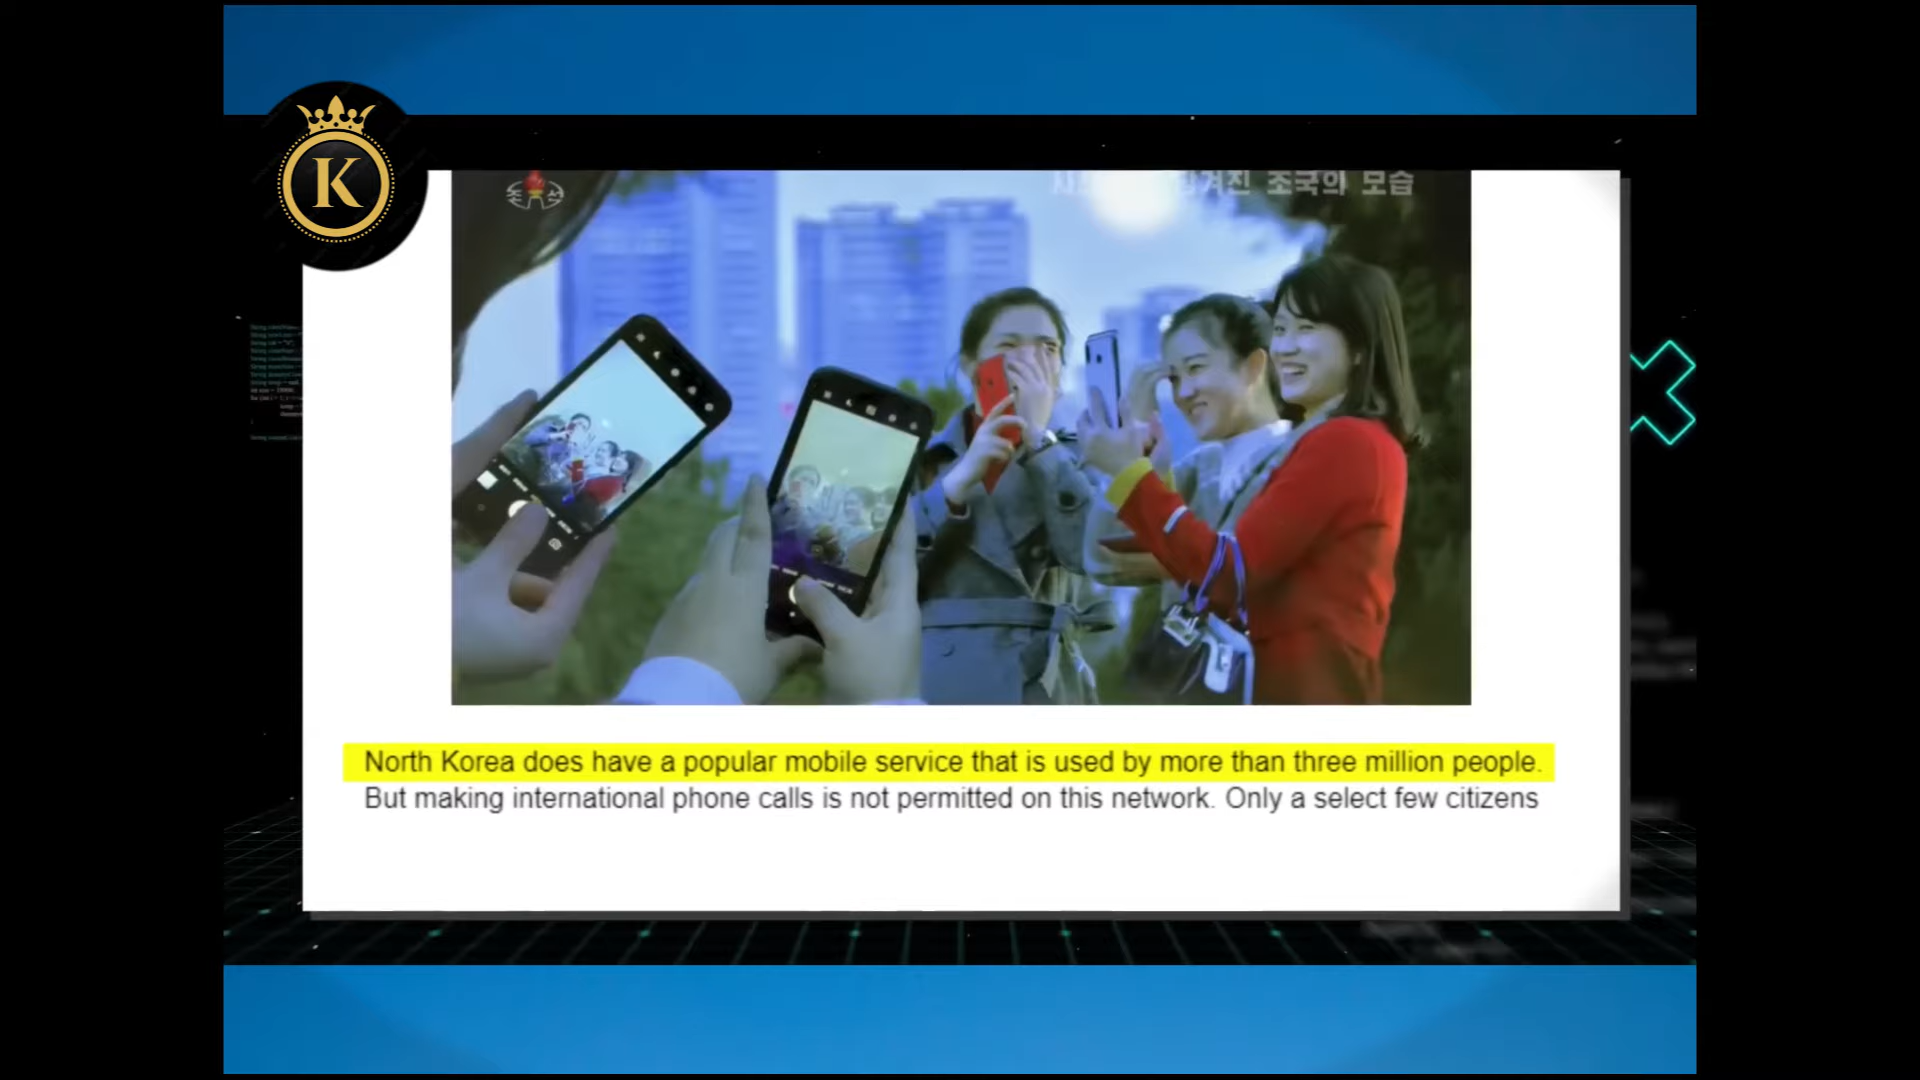 K
조국의 모습
North Korea does have a popular mobile service that is used by more than three million people.
But making international phone calls is not permitted on this network. Only a select few citizens